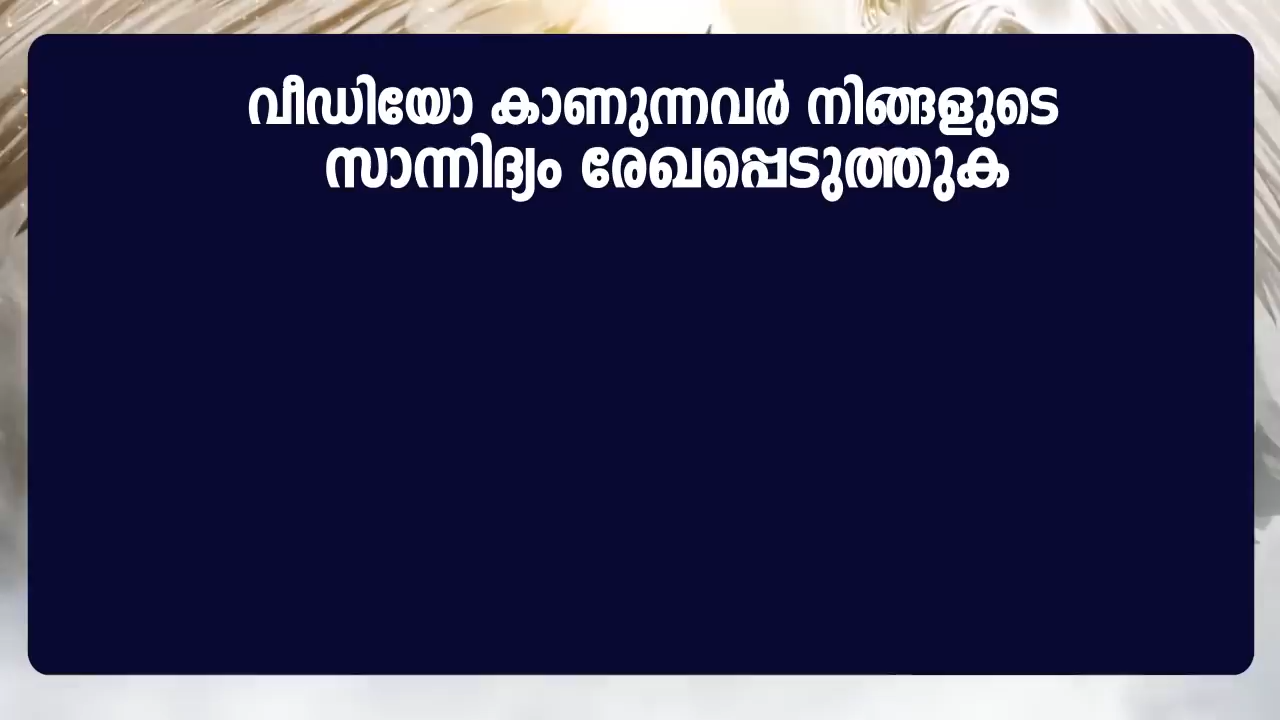 വീഡിയോ കാണുന്നവർ നിങ്ങളുടെ
സാന്നിദ്യം രേഖപ്പെടുത്തുക